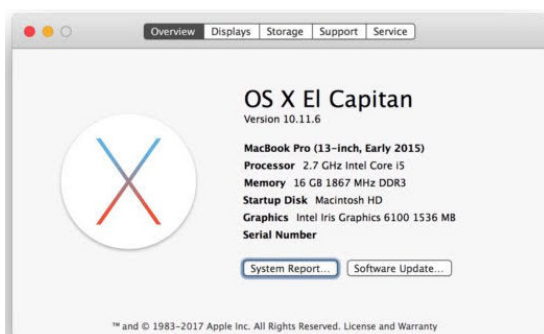 Overview Displays Storage Support Service
OS X El Capitan
Version 10.11.6
MacBook Pro (13-inch, Early 2015)
Processor 2.7 GHz Intel Core i5
Memory 16 GB 1867 MHz DDR3
Startup Disk Macintosh HD
Graphics Intel Iris Graphics 6100 1536 MB
Serial Number
System Report... Software Update...
™ and © 1983-2017 Apple Inc. All Rights Reserved. License and Warranty